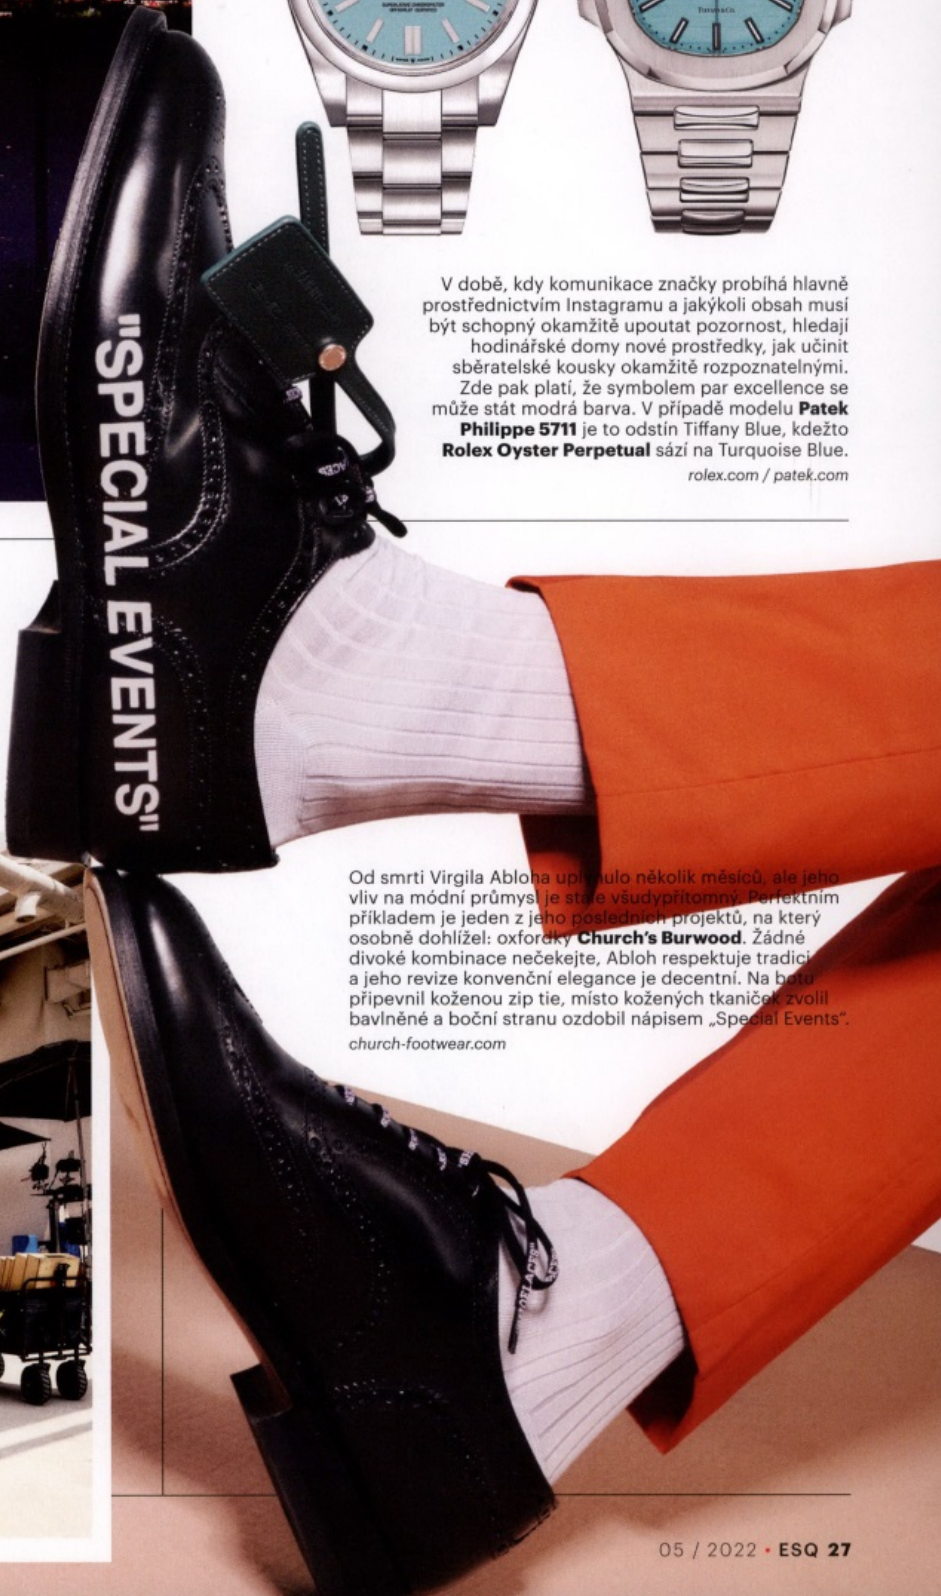 Tiffany & Co.
V době, kdy komunikace značky probíhá hlavně
prostřednictvím Instagramu a jakýkoli obsah musí
být schopný okamžitě upoutat pozornost, hledají
hodinářské domy nové prostředky, jak učinit
sběratelské kousky okamžitě rozpoznatelnými.
Zde pak platí, že symbolem par excellence se
může stát modrá barva. V případě modelu Patek
Philippe 5711 je to odstín Tiffany Blue, kdežto
Rolex Oyster Perpetual sází na Turquoise Blue.
rolex.com / patek.com
"SPECIAL EVENTS"
Od smrti Virgila Abloha uplynulo několik měsíců, ale jeho
vliv na módní průmysl je stále všudypřítomný. Perfektním
příkladem je jeden z jeho posledních projektů, na který
osobně dohlížel: oxfordky Church's Burwood. Žádné
divoké kombinace nečekejte, Abloh respektuje tradici
a jeho revize konvenční elegance je decentní. Na botu
připevnil koženou zip tie, místo kožených tkaniček zvolil
bavlněné a boční stranu ozdobil nápisem „Special Events".
church-footwear.com
05 / 2022 • ESQ 27